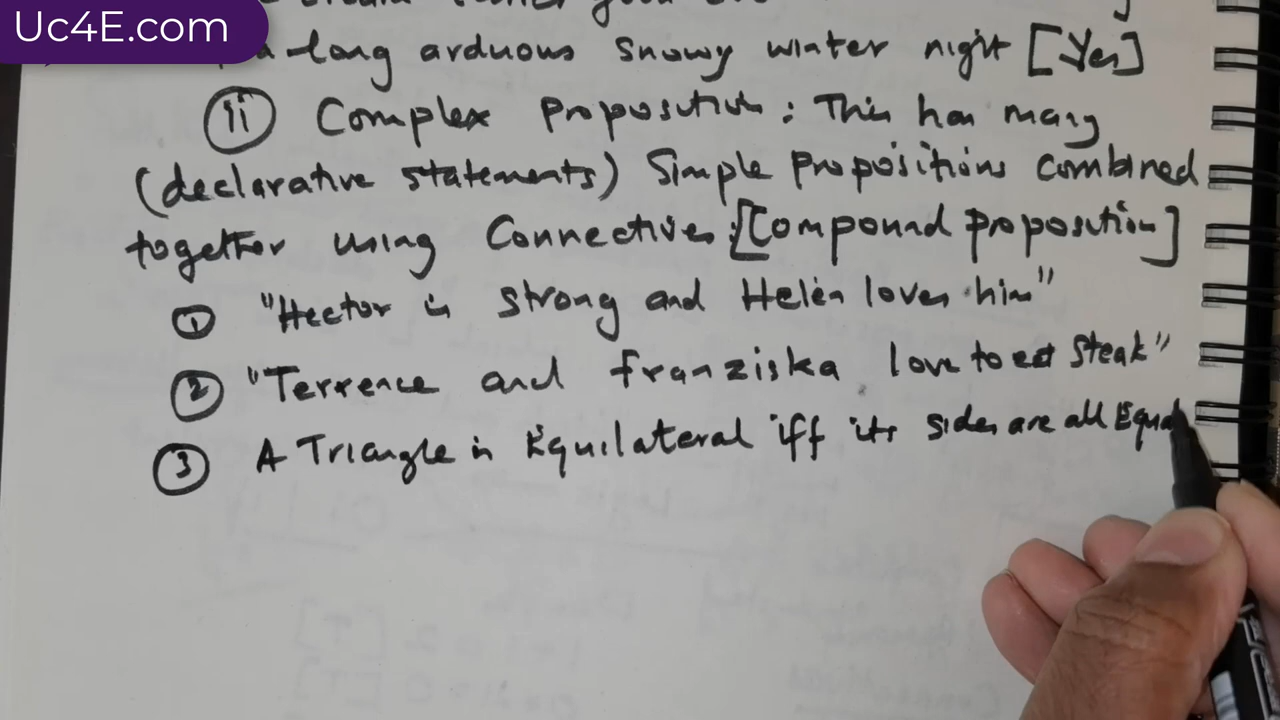 Uc4E.com
long arduous snowy winter night [Yes]
(ii) Complex Proposition : This has many
(declarative statements) Simple propositions combined
together using Connectives. [Compound proposition]
① "Hector is strong and Helen loves him"
② "Terrence and Franziska love to eat Steak"
③ A Triangle is Equilateral iff its sides are all Equal